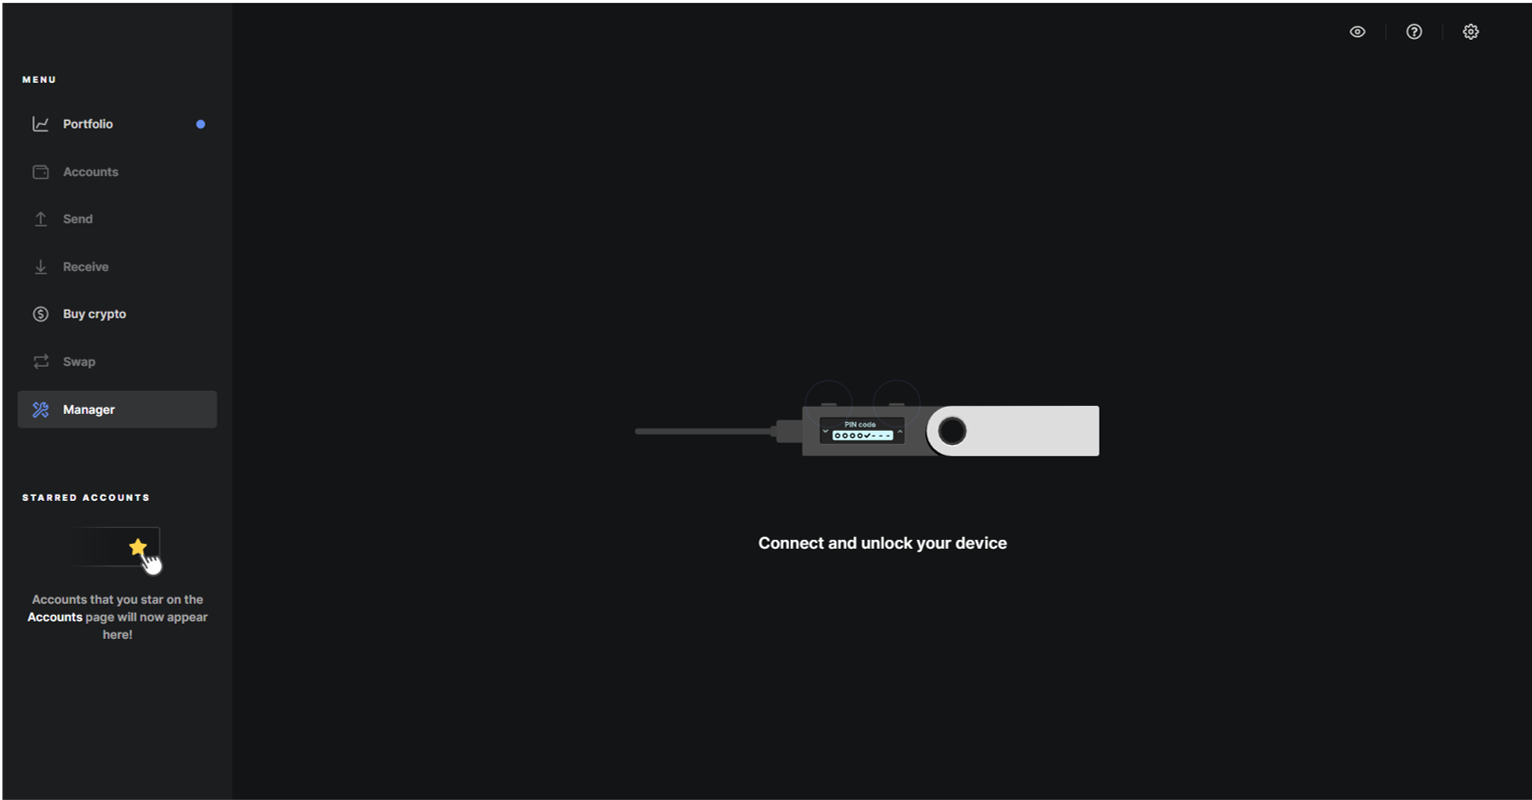 MENU
Portfolio
Accounts
Send
Receive
Buy crypto
Swap
Manager
STARRED ACCOUNTS
Accounts that you star on the
Accounts page will now appear
here!
PIN code
Connect and unlock your device